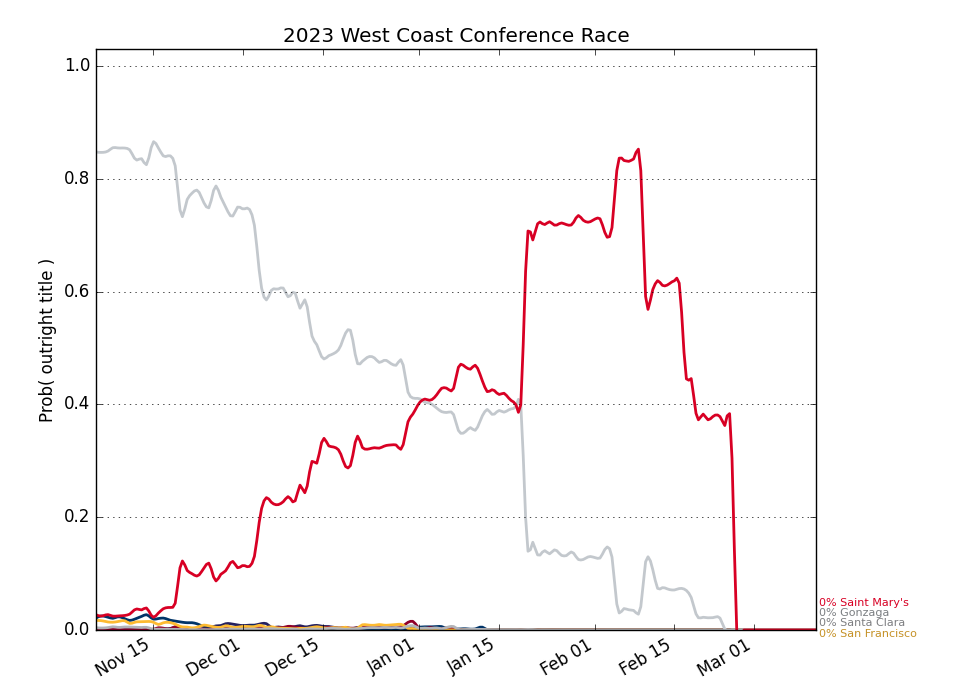 2023 West Coast Conference Race
Prob( outright title )
1.0
0.8
0.6
0.4
0.2
0.0
Nov 15
Dec 01
Dec 15
Jan 01
Jan 15
Feb 01
Feb 15
Mar 01
0% Saint Mary's
0% Gonzaga
0% Santa Clara
0% San Francisco